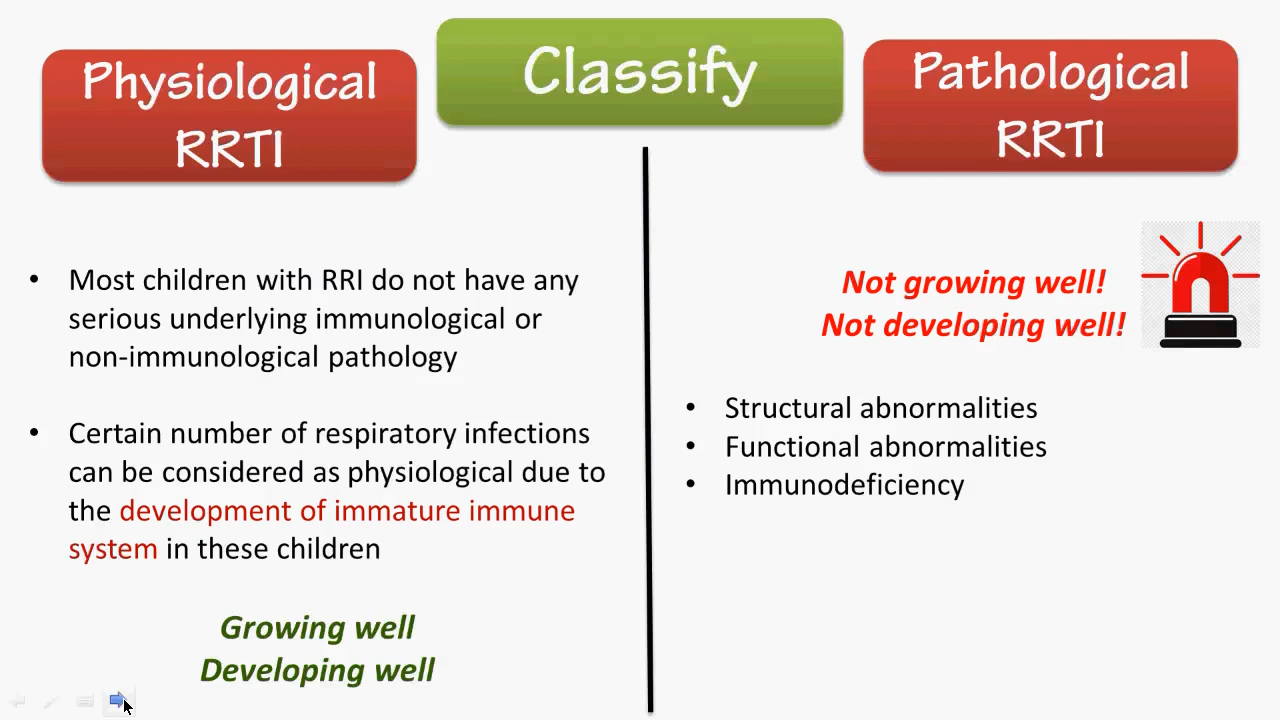 Classify
Physiological
RRTI
• Most children with RRI do not have any
serious underlying immunological or
non-immunological pathology
• Certain number of respiratory infections
can be considered as physiological due to
the development of immature immune
system in these children
Growing well
Developing well
Pathological
RRTI
Not growing well!
Not developing well!
• Structural abnormalities
• Functional abnormalities
• Immunodeficiency